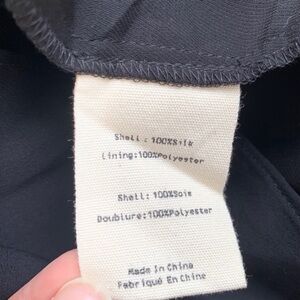 Shell: 100%Silk
Lining:100%Polyester
Shell: 100%Soie
Doublure:100%Polyester
Made In China
Fabriqué En Chine